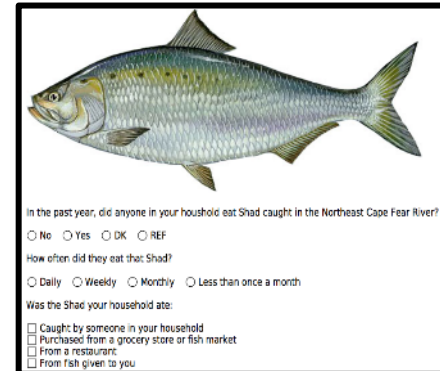 In the past year, did anyone in your houshold eat Shad caught in the Northeast Cape Fear River?
No Yes DK REF
How often did they eat that Shad?
Daily Weekly Monthly Less than once a month
Was the Shad your household ate:
Caught by someone in your household
Purchased from a grocery store or fish market
From a restaurant
From fish given to you